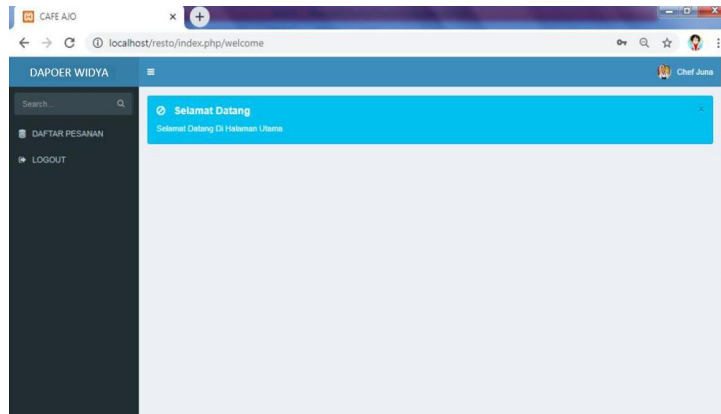 CAFE AJO
localhost/resto/index.php/welcome
DAPOER WIDYA
Chef Juna
Search...
Selamat Datang
Selamat Datang Di Halaman Utama
DAFTAR PESANAN
LOGOUT